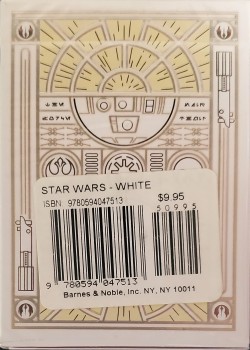 STAR WARS - WHITE
ISBN 9780594047513
$9.95
50995
9 780594 047513
Barnes & Noble, Inc. NY, NY 10011